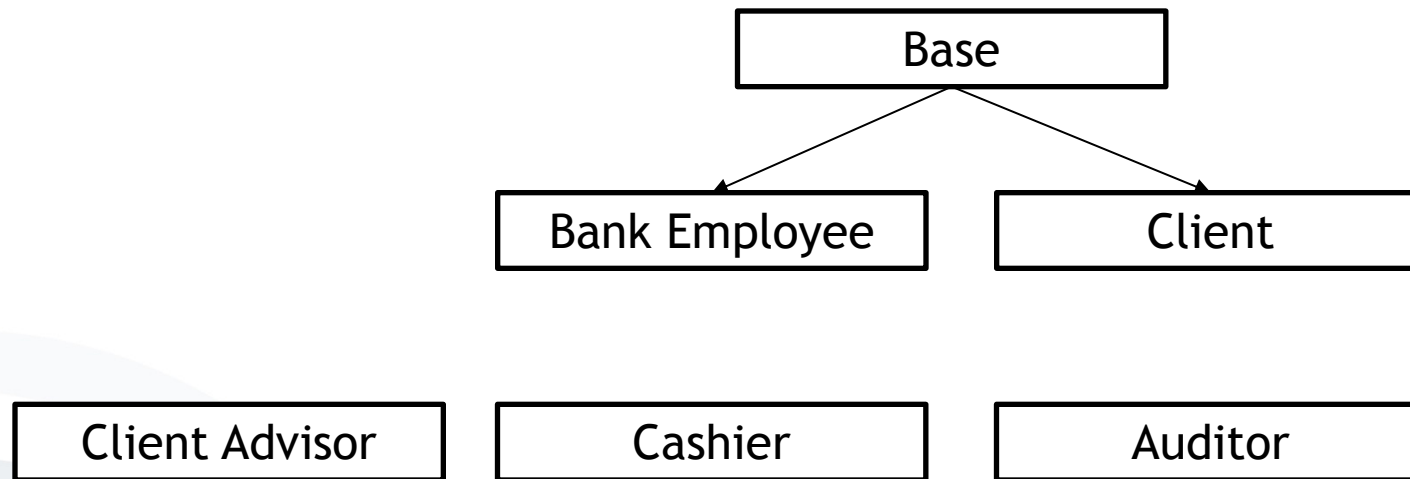 Base
Bank Employee
Client
Client Advisor
Cashier
Auditor